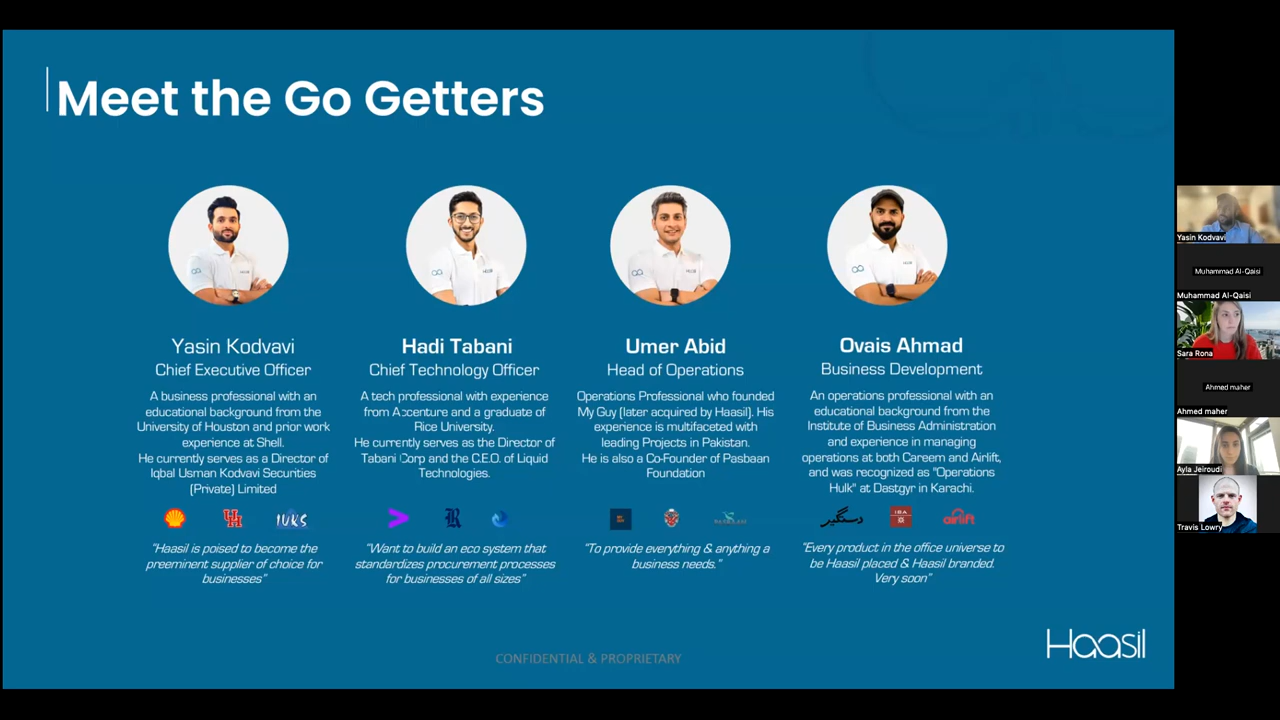 Meet the Go Getters
Yasin Kodvavi
Chief Executive Officer
A business professional with an
educational background from the
University of Houston and prior work
experience at Shell.
He currently serves as a Director of
Iqbal Usman Kodvavi Securities
(Private) Limited
IUKS
"Haasil is poised to become the
preeminent supplier of choice for
businesses"
Hadi Tabani
Chief Technology Officer
A tech professional with experience
from Accenture and a graduate of
Rice University.
He currently serves as the Director of
Tabani Corp and the C.E.O. of Liquid
Technologies.
R
"Want to build an eco system that
standardizes procurement processes
for businesses of all sizes"
Umer Abid
Head of Operations
Operations Professional who founded
My Guy (later acquired by Haasil). His
experience is multifaceted with
leading Projects in Pakistan.
He is also a Co-Founder of Pasbaan
Foundation
"To provide everything & anything a
business needs."
Ovais Ahmad
Business Development
An operations professional with an
educational background from the
Institute of Business Administration
and experience in managing
operations at both Careem and Airlift,
and was recognized as "Operations
Hulk" at Dastgyr in Karachi.
دستگیر
IBA
airlift
"Every product in the office universe to
be Haasil placed & Haasil branded.
Very soon"
Haasil
CONFIDENTIAL & PROPRIETARY
Yasin Kodvavi
Muhammad Al-Qaisi
Muhammad Al-Qaisi
Sara Rona
Ahmed maher
Ahmed maher
Ayla Jeiroudi
Travis Lowry